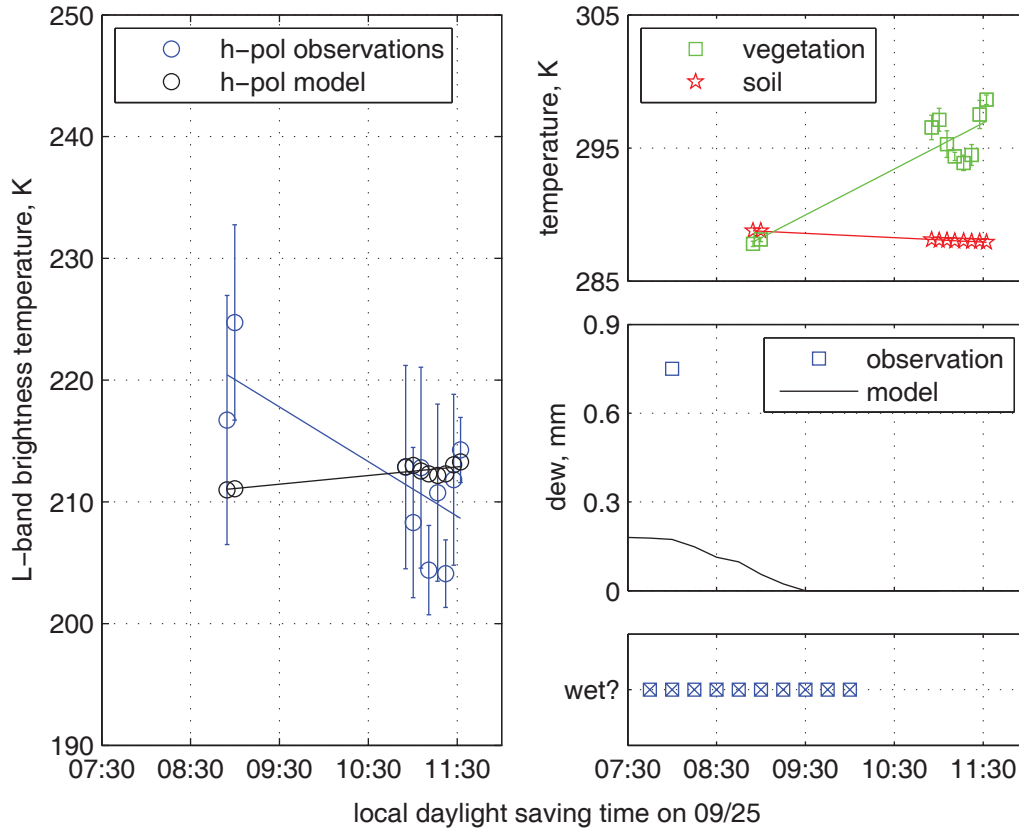 250
240
230
220
210
200
190
L−band brightness temperature, K
h−pol observations
h−pol model
07:30 08:30 09:30 10:30 11:30
305
295
285
temperature, K
vegetation
soil
0.9
0.6
0.3
0
dew, mm
observation
model
wet?
07:30 08:30 09:30 10:30 11:30
local daylight saving time on 09/25